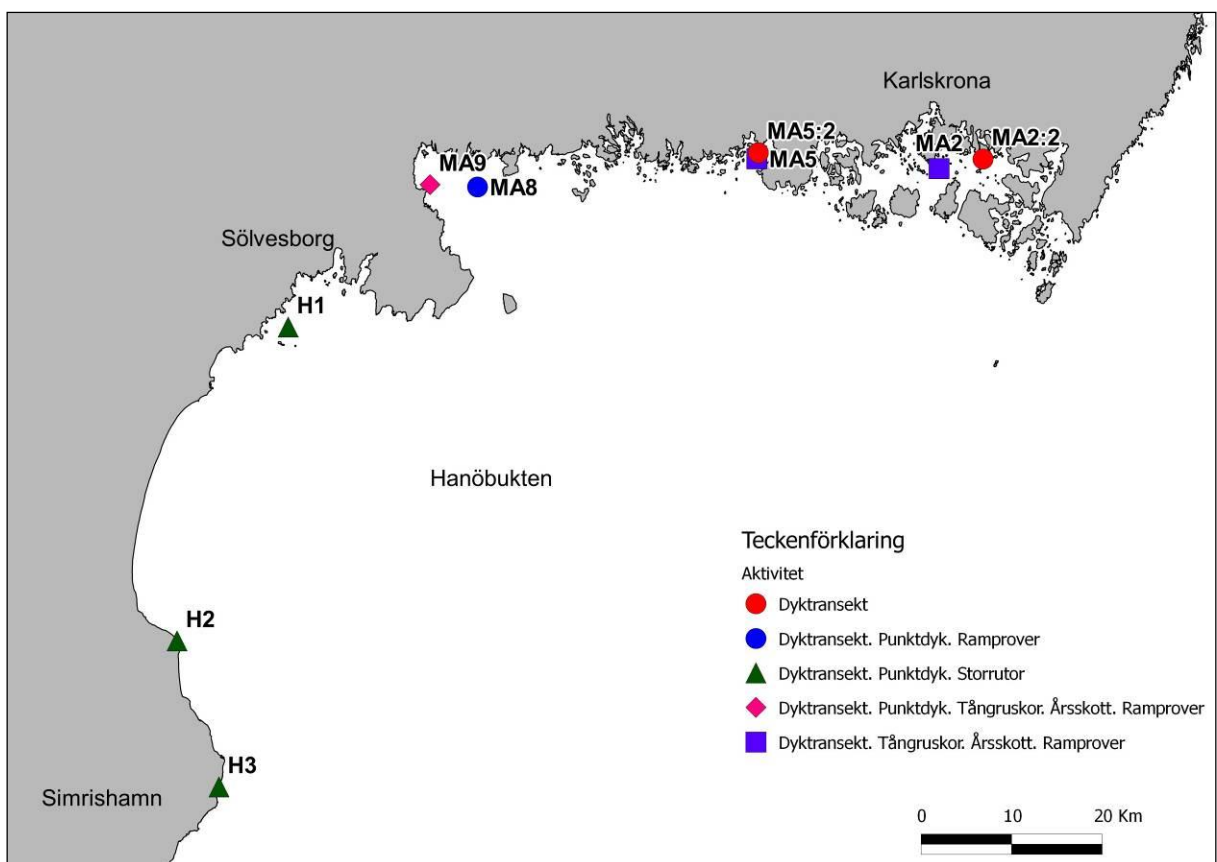 Karlskrona
MA5:2
MA2
MA2:2
MA5
MA9
MA8
Sölvesborg
H1
Hanöbukten
H2
H3
Simrishamn
Teckenförklaring
Aktivitet
Dyktransekt
Dyktransekt. Punktdyk. Ramprover
Dyktransekt. Punktdyk. Storrutor
Dyktransekt. Punktdyk. Tångruskor. Årsskott. Ramprover
Dyktransekt. Tångruskor. Årsskott. Ramprover
0 10 20 Km